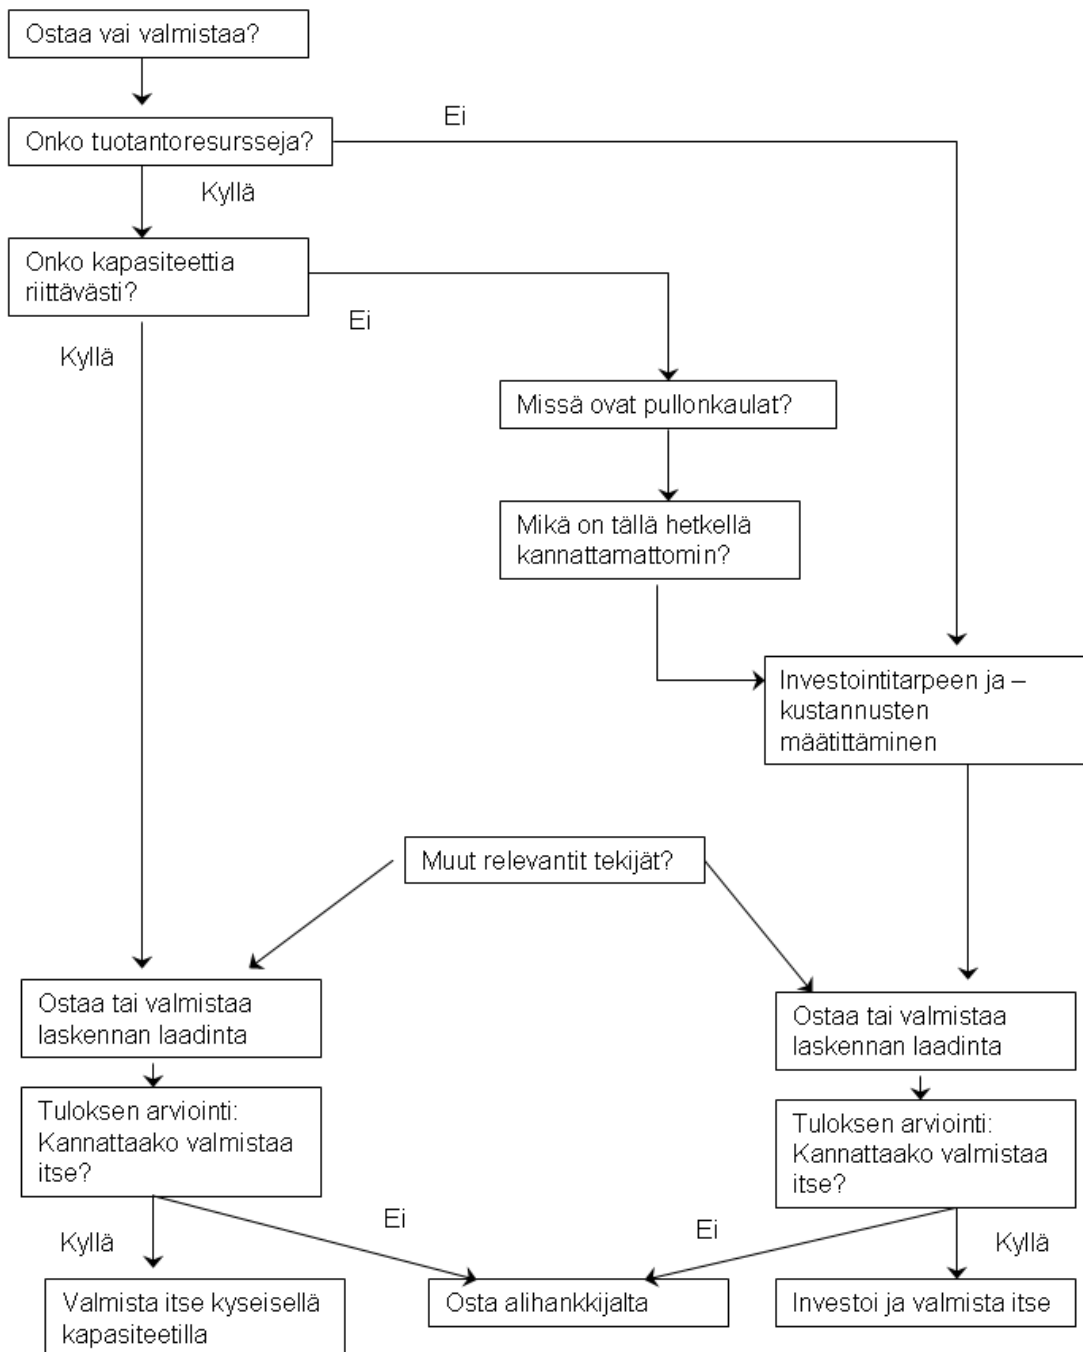 Ostaa vai valmistaa?
Ei
Onko tuotantoresursseja?
Kyllä
Onko kapasiteettia
riittävästi?
Ei
Kyllä
Missä ovat pullonkaulat?
Mikä on tällä hetkellä
kannattamattomin?
Investointitarpeen ja –
kustannusten
määtittäminen
Muut relevantit tekijät?
Ostaa tai valmistaa
laskennan laadinta
Ostaa tai valmistaa
laskennan laadinta
Tuloksen arviointi:
Kannattaako valmistaa
itse?
Tuloksen arviointi:
Kannattaako valmistaa
itse?
Kyllä
Ei
Ei
Kyllä
Valmista itse kyseisellä
kapasiteetilla
Osta alihankkijalta
Investoi ja valmista itse